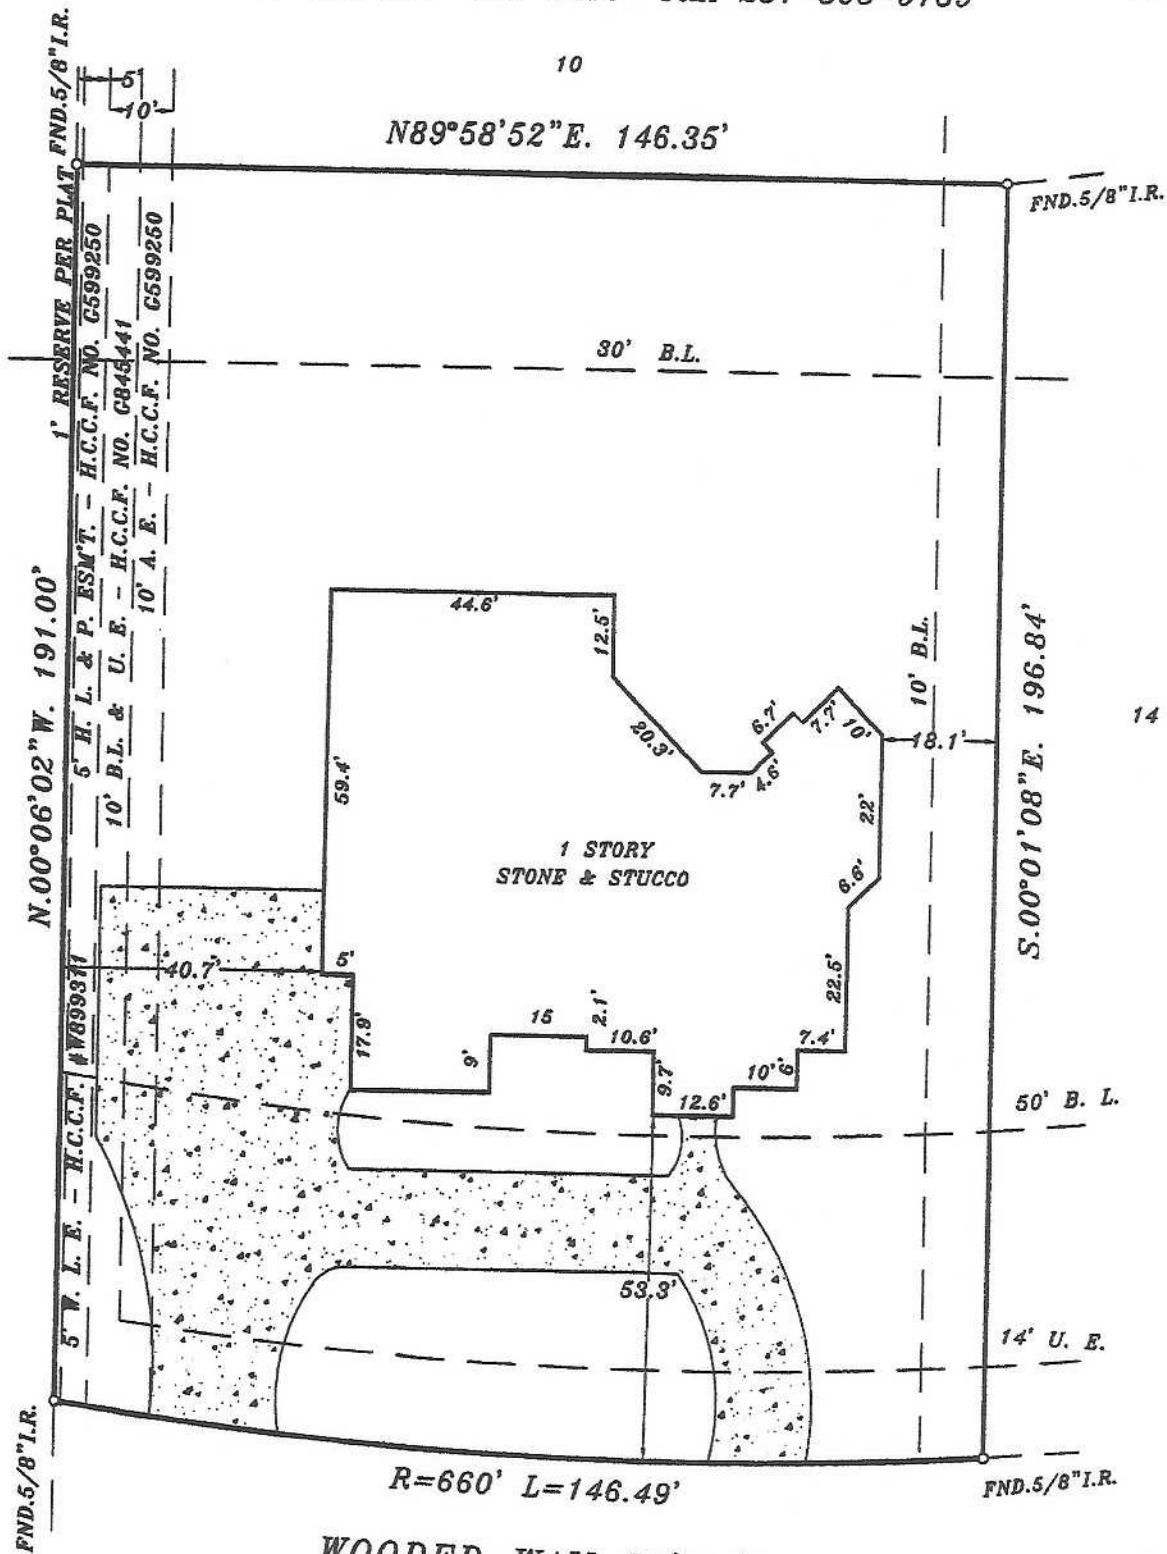 10
5'
10'
N89°58'52"E. 146.35'
FND.5/8"I.R.
FND.5/8"I.R.
1' RESERVE PER PLAT
5' H. L. & P. ESM'T. - H.C.C.F. NO. G599250
10' B.L. & U. E. - H.C.C.F. NO. G845441
10' A. E. - H.C.C.F. NO. G599250
30' B.L.
N.00°06'02"W. 191.00'
44.6'
12.5'
20.3'
7.7'
4.6'
6.7'
7.7'
10'
18.1'
10' B.L.
S.00°01'08"E. 196.84'
14
59.4'
22'
6.6'
1 STORY
STONE & STUCCO
40.7'
5'
17.9'
9'
15
2.1'
10.6'
9.7'
12.6'
10'
6'
7.4'
22.5'
50' B. L.
5' W. L. E. - H.C.C.F. #W899311
53.3'
14' U. E.
R=660' L=146.49'
FND.5/8"I.R.
FND.5/8"I.R.
WOODED